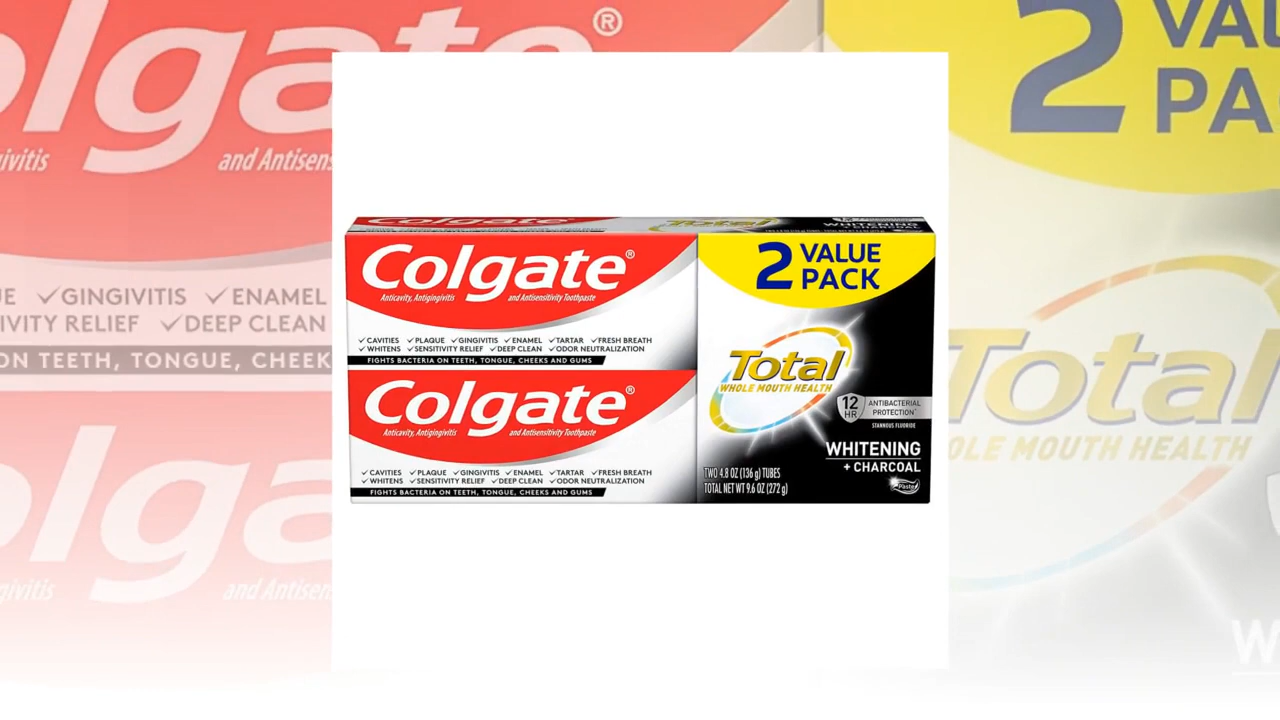 Colgate®
Anticavity, Antigingivitis and Antisensitivity Toothpaste
✓CAVITIES ✓PLAQUE ✓GINGIVITIS ✓ENAMEL ✓TARTAR ✓FRESH BREATH
✓WHITENS ✓SENSITIVITY RELIEF ✓DEEP CLEAN ✓ODOR NEUTRALIZATION
FIGHTS BACTERIA ON TEETH, TONGUE, CHEEKS AND GUMS
Colgate®
Anticavity, Antigingivitis and Antisensitivity Toothpaste
✓CAVITIES ✓PLAQUE ✓GINGIVITIS ✓ENAMEL ✓TARTAR ✓FRESH BREATH
✓WHITENS ✓SENSITIVITY RELIEF ✓DEEP CLEAN ✓ODOR NEUTRALIZATION
FIGHTS BACTERIA ON TEETH, TONGUE, CHEEKS AND GUMS
2 VALUE
PACK
Total
WHOLE MOUTH HEALTH
12
HR
ANTIBACTERIAL
PROTECTION*
STANNOUS FLUORIDE
WHITENING
+ CHARCOAL
Paste
TWO 4.8 OZ (136 g) TUBES
TOTAL NET WT 9.6 OZ (272 g)